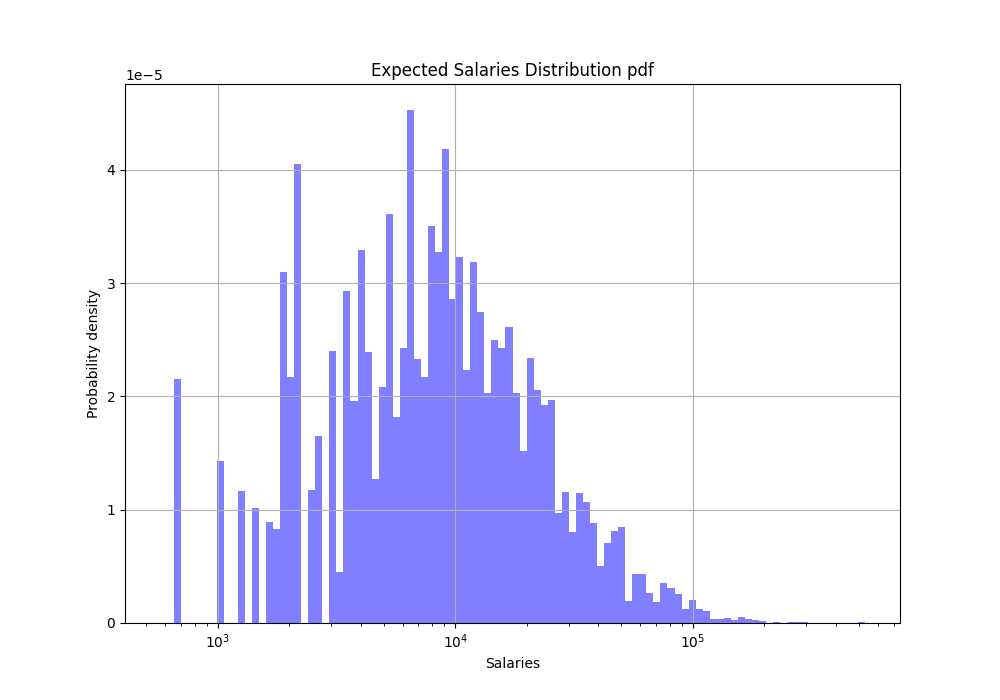 Expected Salaries Distribution pdf
1e−5
4
3
2
1
0
Probability density
10³
10⁴
10⁵
Salaries